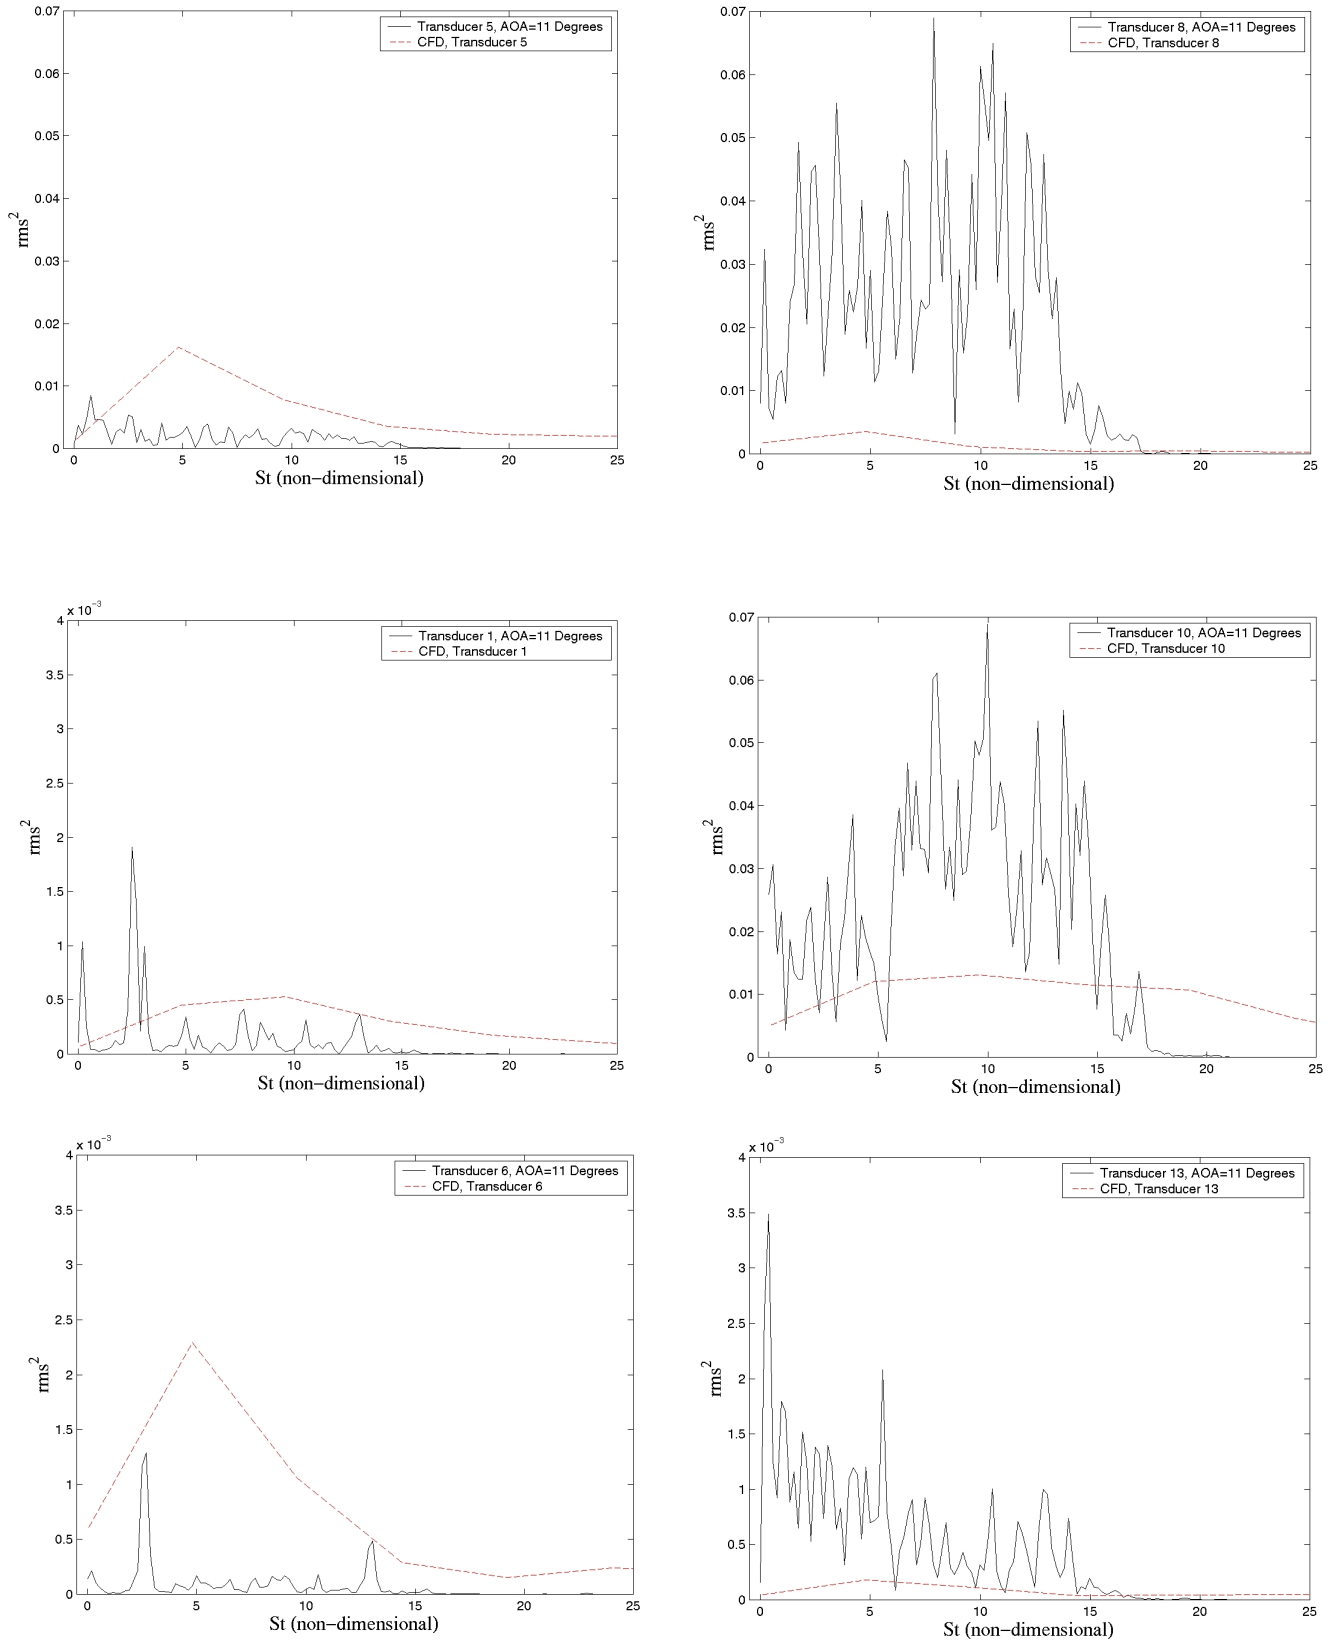 0.07
0.06
0.05
0.04
0.03
0.02
0.01
0
rms2
0 5 10 15 20 25
St (non−dimensional)
Transducer 5, AOA=11 Degrees
CFD, Transducer 5
0.07
0.06
0.05
0.04
0.03
0.02
0.01
0
rms2
0 5 10 15 20 25
St (non−dimensional)
Transducer 8, AOA=11 Degrees
CFD, Transducer 8
x 10−3
4
3.5
3
2.5
2
1.5
1
0.5
0
rms2
0 5 10 15 20 25
St (non−dimensional)
Transducer 1, AOA=11 Degrees
CFD, Transducer 1
0.07
0.06
0.05
0.04
0.03
0.02
0.01
0
rms2
0 5 10 15 20 25
St (non−dimensional)
Transducer 10, AOA=11 Degrees
CFD, Transducer 10
x 10−3
4
3.5
3
2.5
2
1.5
1
0.5
0
rms2
0 5 10 15 20 25
St (non−dimensional)
Transducer 6, AOA=11 Degrees
CFD, Transducer 6
x 10−3
4
3.5
3
2.5
2
1.5
1
0.5
0
rms2
0 5 10 15 20 25
St (non−dimensional)
Transducer 13, AOA=11 Degrees
CFD, Transducer 13